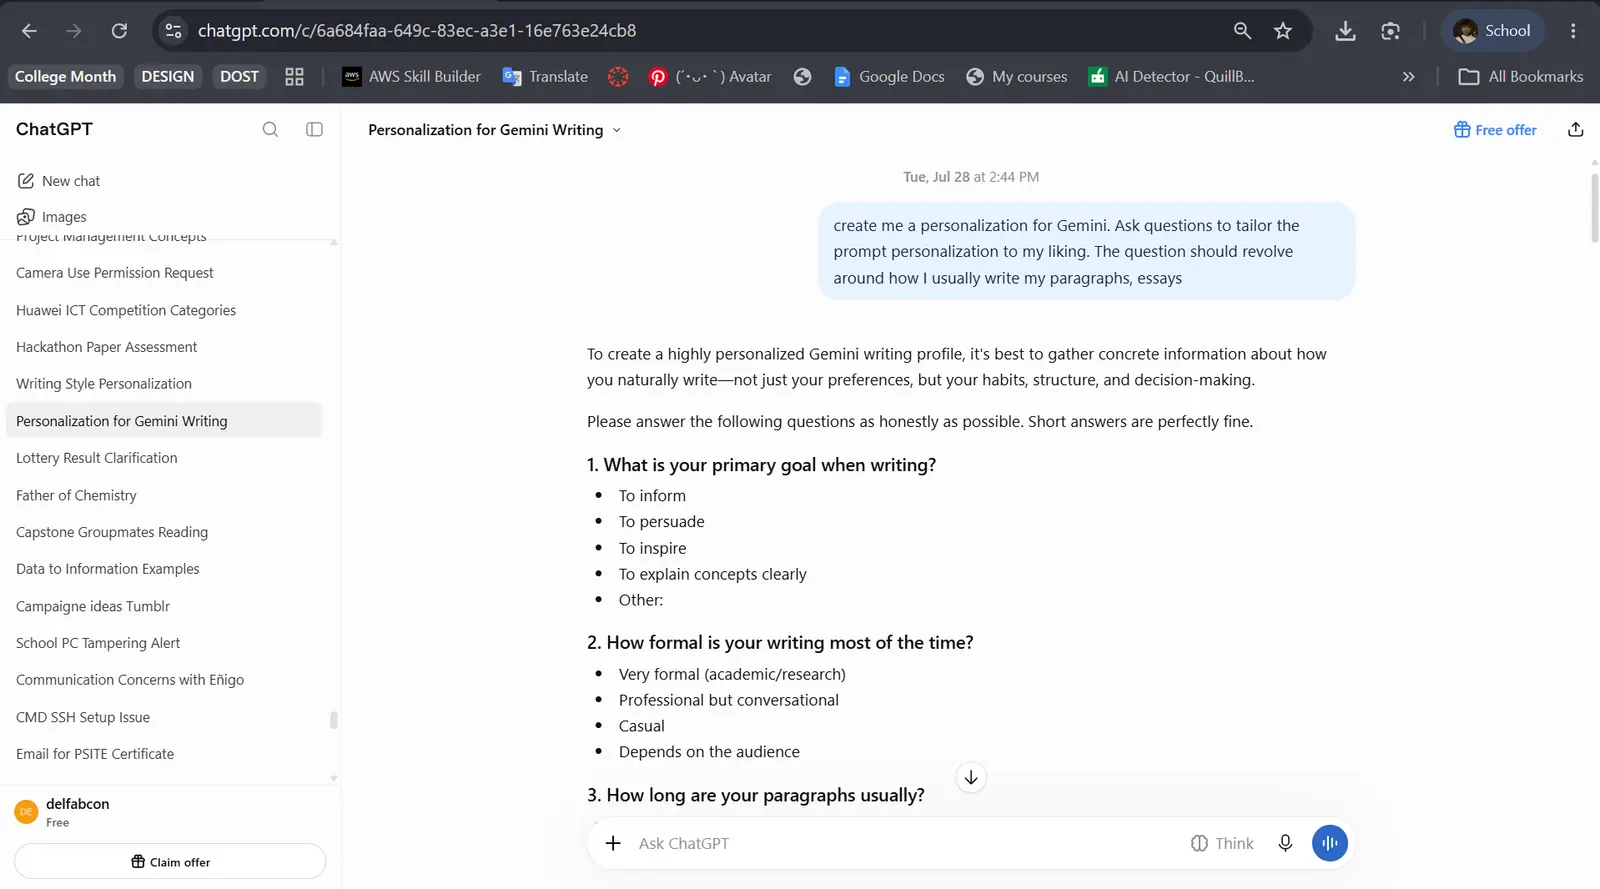 chatgpt.com/c/6a684faa-649c-83ec-a3e1-16e763e24cb8
School
College Month
DESIGN
DOST
aws
AWS Skill Builder
Translate
(´･ᴗ･ `) Avatar
Google Docs
My courses
AI Detector - QuillB...
All Bookmarks
ChatGPT
New chat
Images
Project Management Concepts
Camera Use Permission Request
Huawei ICT Competition Categories
Hackathon Paper Assessment
Writing Style Personalization
Personalization for Gemini Writing
Lottery Result Clarification
Father of Chemistry
Capstone Groupmates Reading
Data to Information Examples
Campaigne ideas Tumblr
School PC Tampering Alert
Communication Concerns with Eñigo
CMD SSH Setup Issue
Email for PSITE Certificate
DE
delfabcon
Free
Claim offer
Personalization for Gemini Writing
Free offer
Tue, Jul 28 at 2:44 PM
create me a personalization for Gemini. Ask questions to tailor the
prompt personalization to my liking. The question should revolve
around how I usually write my paragraphs, essays
To create a highly personalized Gemini writing profile, it's best to gather concrete information about how
you naturally write—not just your preferences, but your habits, structure, and decision-making.
Please answer the following questions as honestly as possible. Short answers are perfectly fine.
1. What is your primary goal when writing?
• To inform
• To persuade
• To inspire
• To explain concepts clearly
• Other:
2. How formal is your writing most of the time?
• Very formal (academic/research)
• Professional but conversational
• Casual
• Depends on the audience
3. How long are your paragraphs usually?
Ask ChatGPT
Think